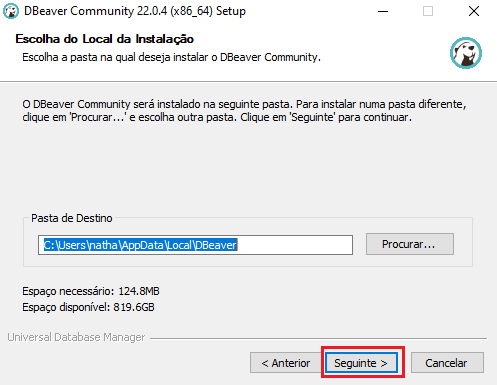 DBeaver Community 22.0.4 (x86_64) Setup
Escolha do Local da Instalação
Escolha a pasta na qual deseja instalar o DBeaver Community.
O DBeaver Community será instalado na seguinte pasta. Para instalar numa pasta diferente,
clique em 'Procurar...' e escolha outra pasta. Clique em 'Seguinte' para continuar.
Pasta de Destino
C:\Users\natha\AppData\Local\DBeaver
Procurar...
Espaço necessário: 124.8MB
Espaço disponível: 819.6GB
Universal Database Manager
< Anterior
Seguinte >
Cancelar